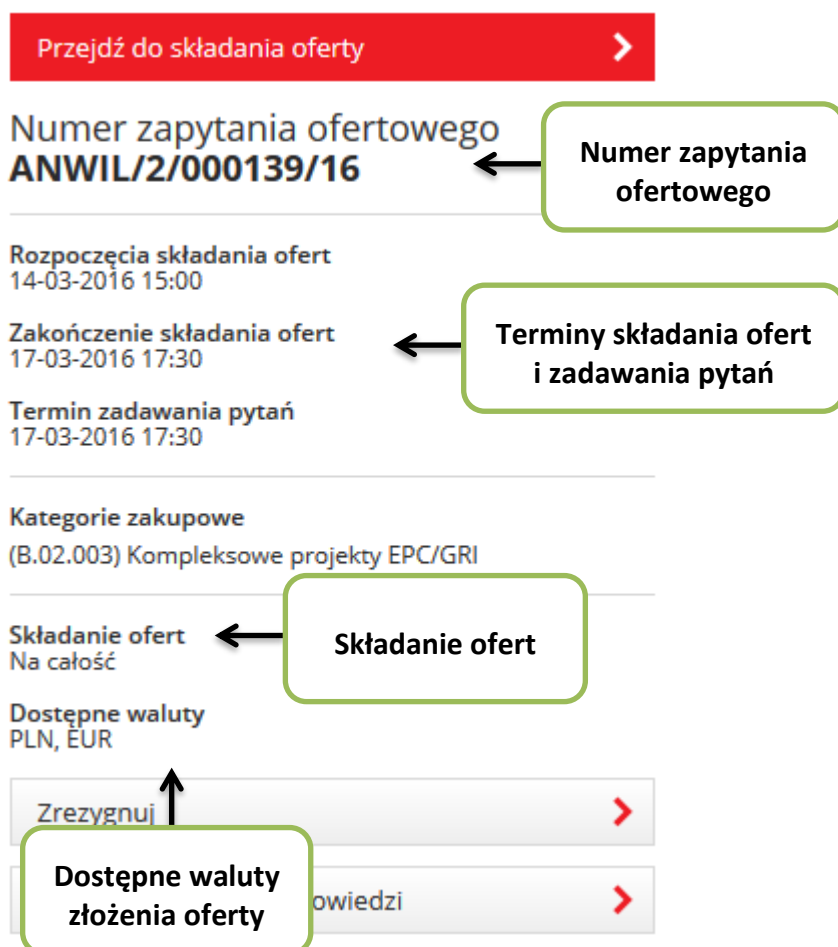 Przejdź do składania oferty
Numer zapytania ofertowego
ANWIL/2/000139/16
Numer zapytania
ofertowego
Rozpoczęcia składania ofert
14-03-2016 15:00
Zakończenie składania ofert
17-03-2016 17:30
Terminy składania ofert
i zadawania pytań
Termin zadawania pytań
17-03-2016 17:30
Kategorie zakupowe
(B.02.003) Kompleksowe projekty EPC/GRI
Składanie ofert
Na całość
Składanie ofert
Dostępne waluty
PLN, EUR
Zrezygnuj
Dostępne waluty
złożenia oferty